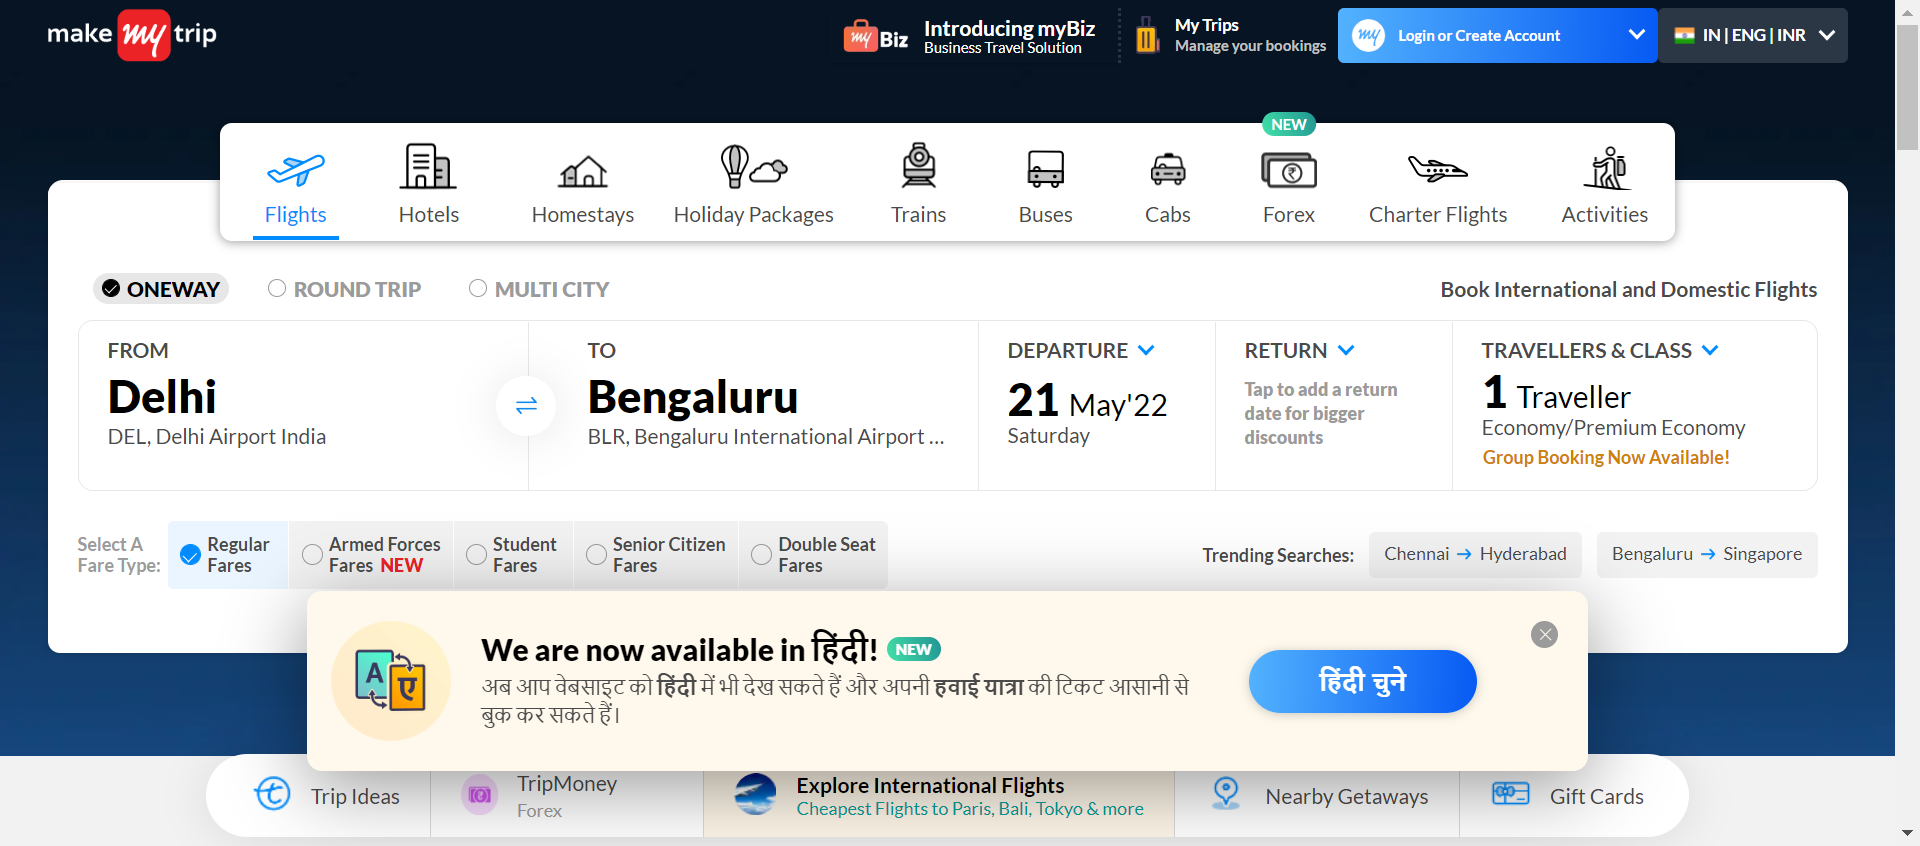 make my trip
my Biz
Introducing myBiz
Business Travel Solution
My Trips
Manage your bookings
my Login or Create Account
IN | ENG | INR
NEW
Flights
Hotels
Homestays
Holiday Packages
Trains
Buses
Cabs
Forex
Charter Flights
Activities
ONEWAY
ROUND TRIP
MULTI CITY
Book International and Domestic Flights
FROM
Delhi
DEL, Delhi Airport India
TO
Bengaluru
BLR, Bengaluru International Airport ...
DEPARTURE
21 May'22
Saturday
RETURN
Tap to add a return
date for bigger
discounts
TRAVELLERS & CLASS
1 Traveller
Economy/Premium Economy
Group Booking Now Available!
Select A
Fare Type:
Regular
Fares
Armed Forces
Fares NEW
Student
Fares
Senior Citizen
Fares
Double Seat
Fares
Trending Searches:
Chennai → Hyderabad
Bengaluru → Singapore
A
ए
We are now available in हिंदी! NEW
अब आप वेबसाइट को हिंदी में भी देख सकते हैं और अपनी हवाई यात्रा की टिकट आसानी से
बुक कर सकते हैं।
हिंदी चुने
Trip Ideas
TripMoney
Forex
Explore International Flights
Cheapest Flights to Paris, Bali, Tokyo & more
Nearby Getaways
Gift Cards